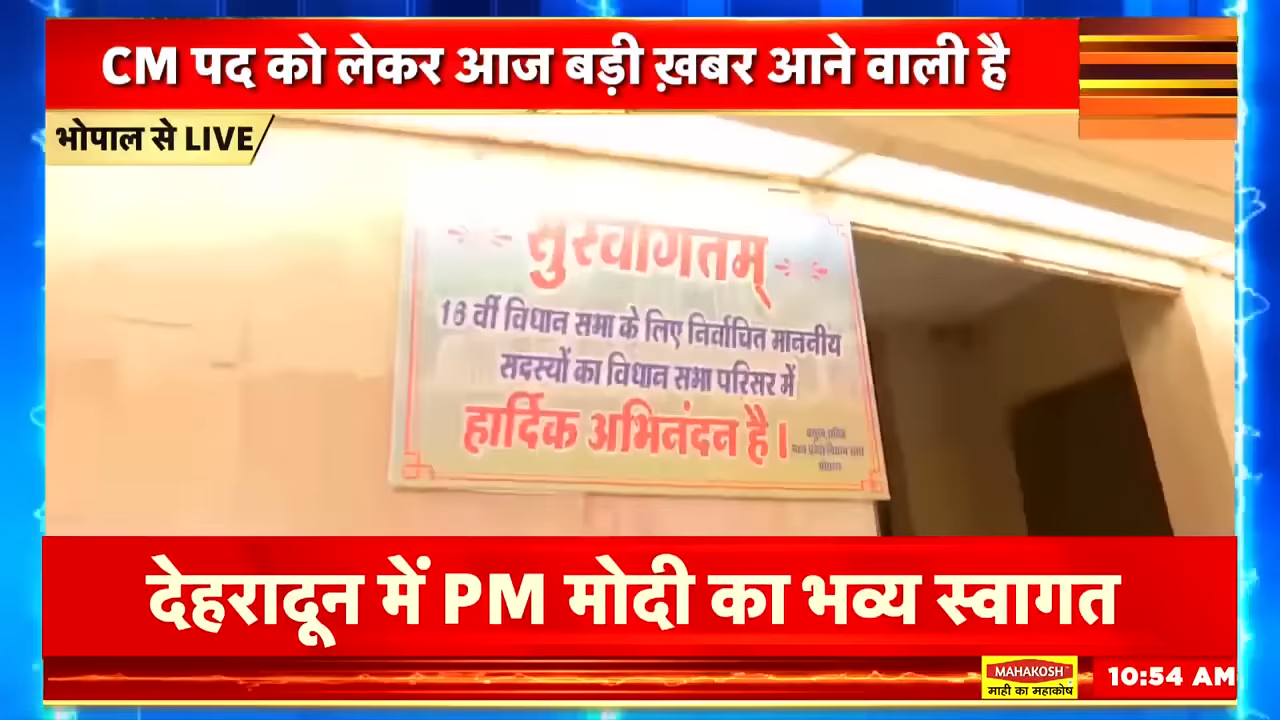 CM पद को लेकर आज बड़ी ख़बर आने वाली है
भोपाल से LIVE
सुस्वागतम्
16 वीं विधान सभा के लिए निर्वाचित माननीय
सदस्यों का विधान सभा परिसर में
हार्दिक अभिनंदन है।
देहरादून में PM मोदी का भव्य स्वागत
MAHAKOSH
माही का महाकोष
10:54 AM